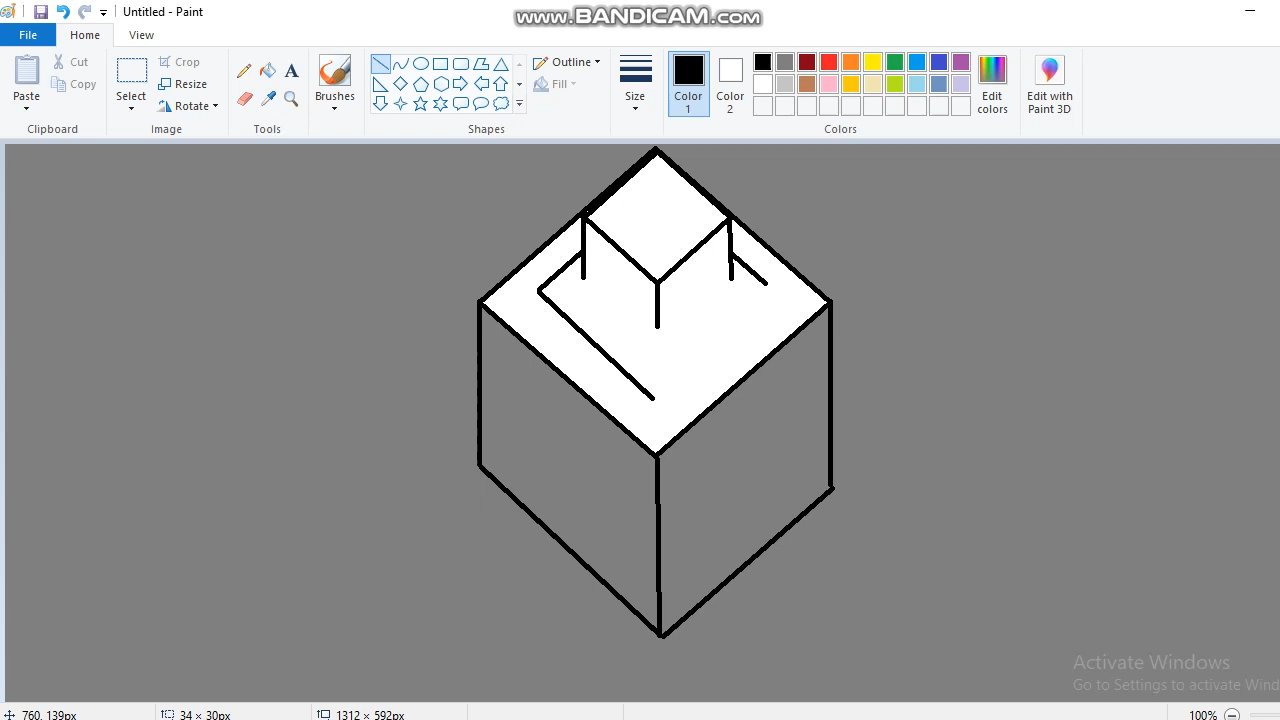 Untitled - Paint
www.BANDICAM.com
File Home View
Paste
Cut
Copy
Clipboard
Select
Crop
Resize
Rotate
Image
A
Tools
Brushes
Outline
Fill
Shapes
Size
Color 1
Color 2
Colors
Edit colors
Edit with Paint 3D
Activate Windows
Go to Settings to activate Wind
760, 139px 34 × 30px 1312 × 592px 100%